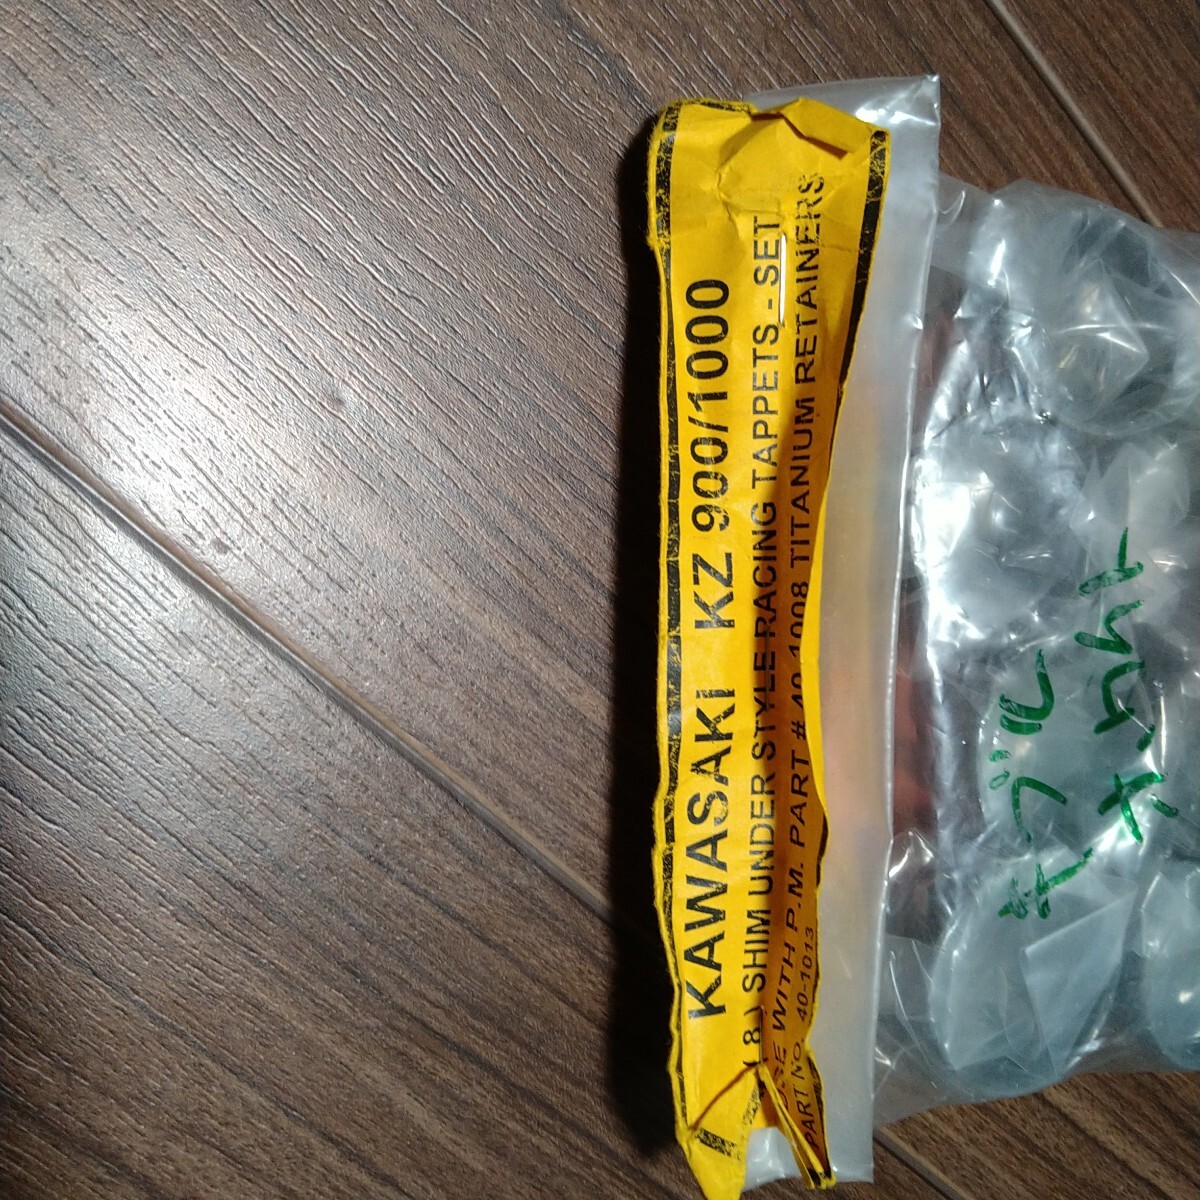 KAWASAKI KZ 900/1000
( 8 ) SHIM UNDER STYLE RACING TAPPETS - SET
USE WITH P.M. PART # 40-1008 TITANIUM RETAINERS
PART No. 40-1013